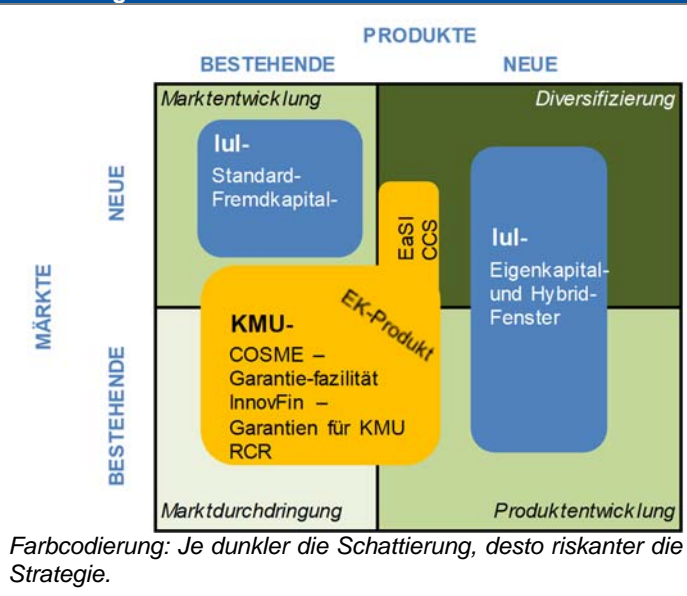 PRODUKTE
BESTEHENDE NEUE
Marktentwicklung Diversifizierung
MÄRKTE
NEUE
BESTEHENDE
IuI-
Standard-
Fremdkapital-
EaSI
CCS
IuI-
Eigenkapital-
und Hybrid-
Fenster
EK-Produkt
KMU-
COSME –
Garantie-fazilität
InnovFin –
Garantien für KMU
RCR
Marktdurchdringung Produktentwicklung
Farbcodierung: Je dunkler die Schattierung, desto riskanter die
Strategie.